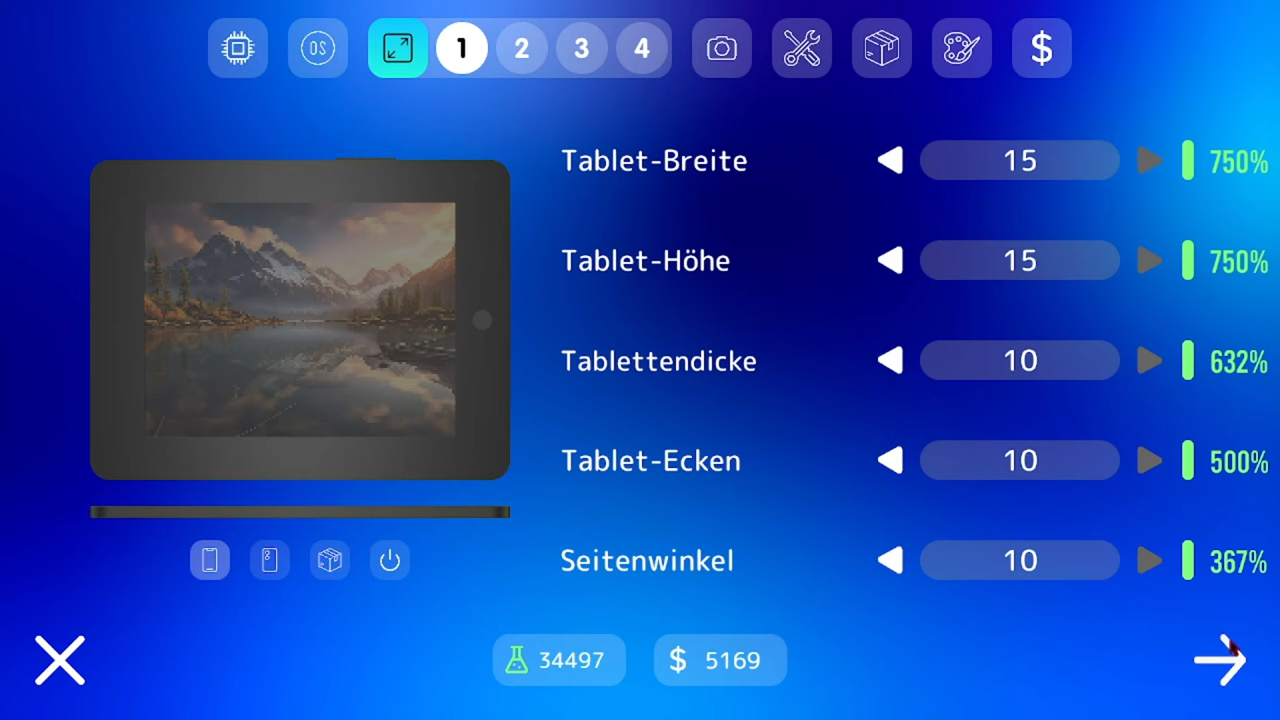 OS 1 2 3 4 $
Tablet-Breite 15 750%
Tablet-Höhe 15 750%
Tablettendicke 10 632%
Tablet-Ecken 10 500%
Seitenwinkel 10 367%
34497 $ 5169